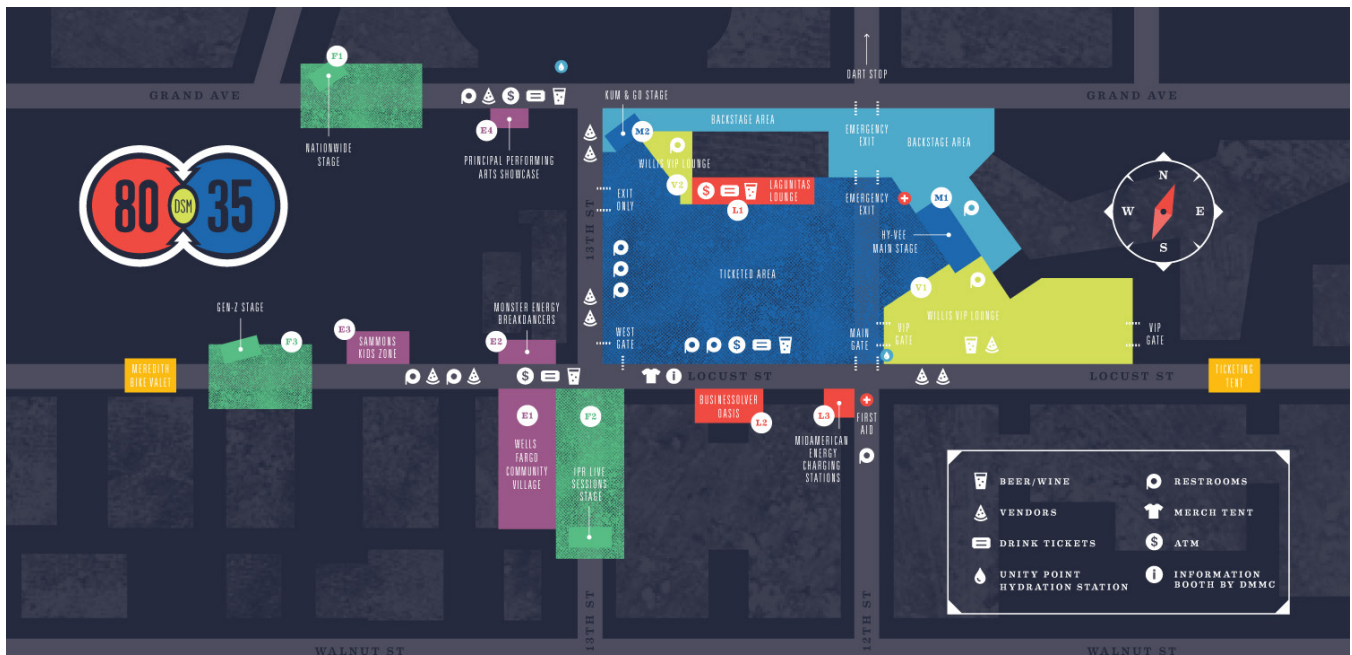 DART STOP
F1
GRAND AVE
GRAND AVE
KUM & GO STAGE
$
BACKSTAGE AREA
E4
M2
EMERGENCY
EXIT
BACKSTAGE AREA
NATIONWIDE
STAGE
PRINCIPAL PERFORMING
ARTS SHOWCASE
WILLIS VIP LOUNGE
V2
$
LAGUNITAS
LOUNGE
L1
EXIT
ONLY
EMERGENCY
EXIT
M1
HY-VEE
MAIN STAGE
80
DSM
35
N
W
E
S
13TH ST
TICKETED AREA
V1
WILLIS VIP LOUNGE
GEN-Z STAGE
MONSTER ENERGY
BREAKDANCERS
F3
E3
SAMMONS
KIDS ZONE
E2
WEST
GATE
$
MAIN
GATE
VIP
GATE
VIP
GATE
MEREDITH
BIKE VALET
$
i
LOCUST ST
LOCUST ST
TICKETING
TENT
E1
WELLS
FARGO
COMMUNITY
VILLAGE
F2
IPR LIVE
SESSIONS
STAGE
BUSINESSOLVER
OASIS
L2
L3
MIDAMERICAN
ENERGY
CHARGING
STATIONS
FIRST
AID
BEER/WINE
RESTROOMS
VENDORS
MERCH TENT
DRINK TICKETS
$ ATM
UNITY POINT
HYDRATION STATION
i INFORMATION
BOOTH BY DMMC
13TH ST
12TH ST
WALNUT ST
WALNUT ST